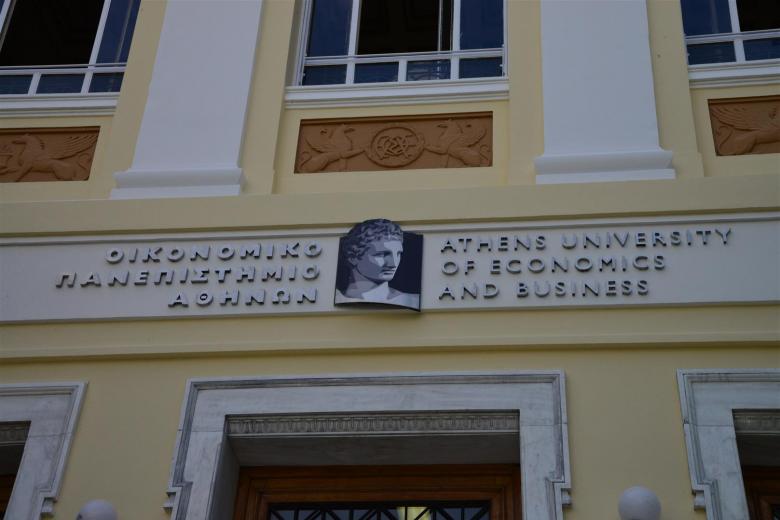 ΟΙΚΟΝΟΜΙΚΟ
ΠΑΝΕΠΙΣΤΗΜΙΟ
ΑΘΗΝΩΝ
ATHENS UNIVERSITY
OF ECONOMICS
AND BUSINESS